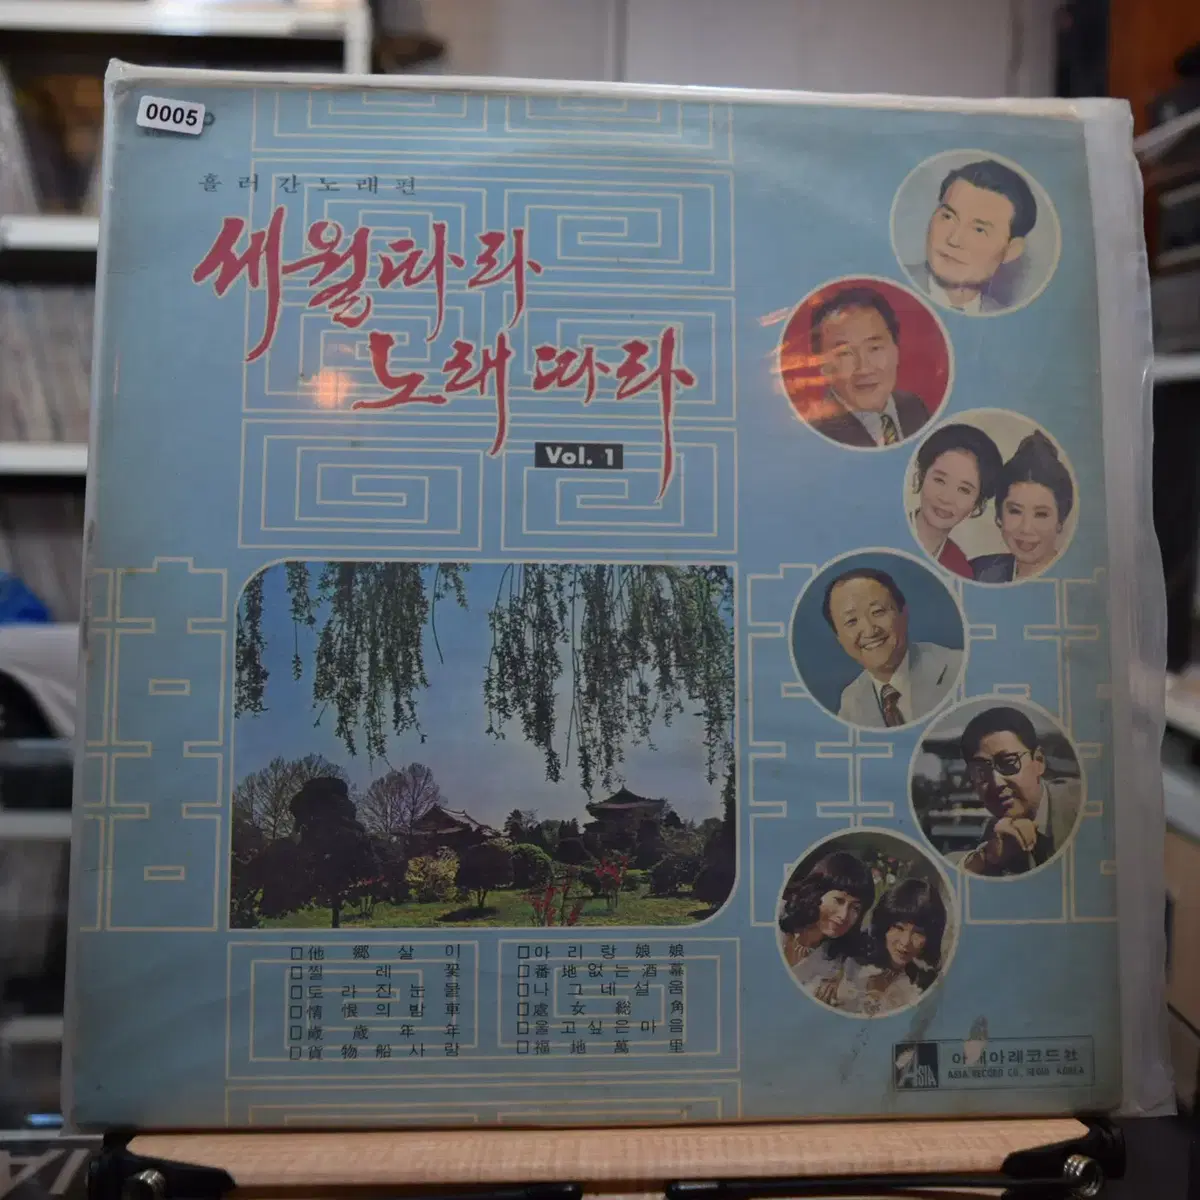 0005
흘러간노래편
세월따라
노래따라
Vol. 1
□他鄕살이
□찔레꽃
□도라진눈물
□情恨의밤車
□歲歲年年
□貨物船사랑
□아리랑娘娘
□番地없는酒幕
□나그네설움
□處女総角
□울고싶은마음
□福地萬里
ASIA
아세아레코드社
ASIA RECORD CO. SEOUL KOREA